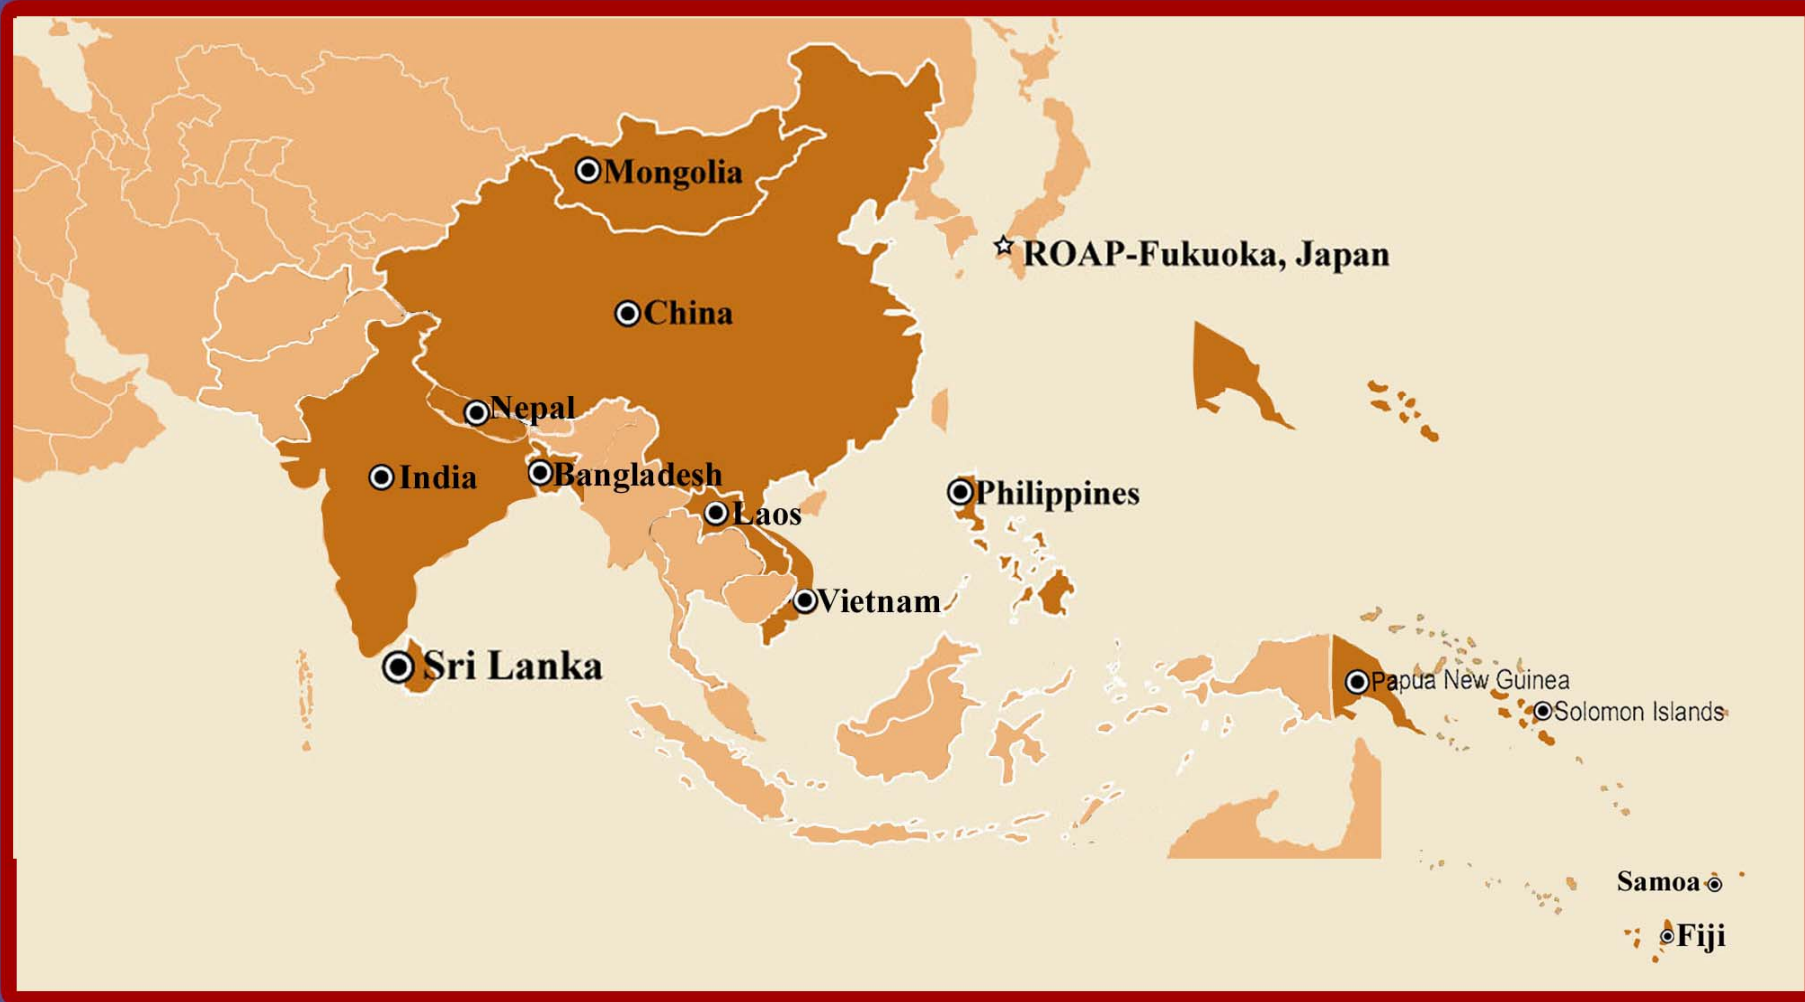 Mongolia
ROAP-Fukuoka, Japan
China
Nepal
India
Bangladesh
Philippines
Laos
Vietnam
Sri Lanka
Papua New Guinea
Solomon Islands
Samoa
Fiji